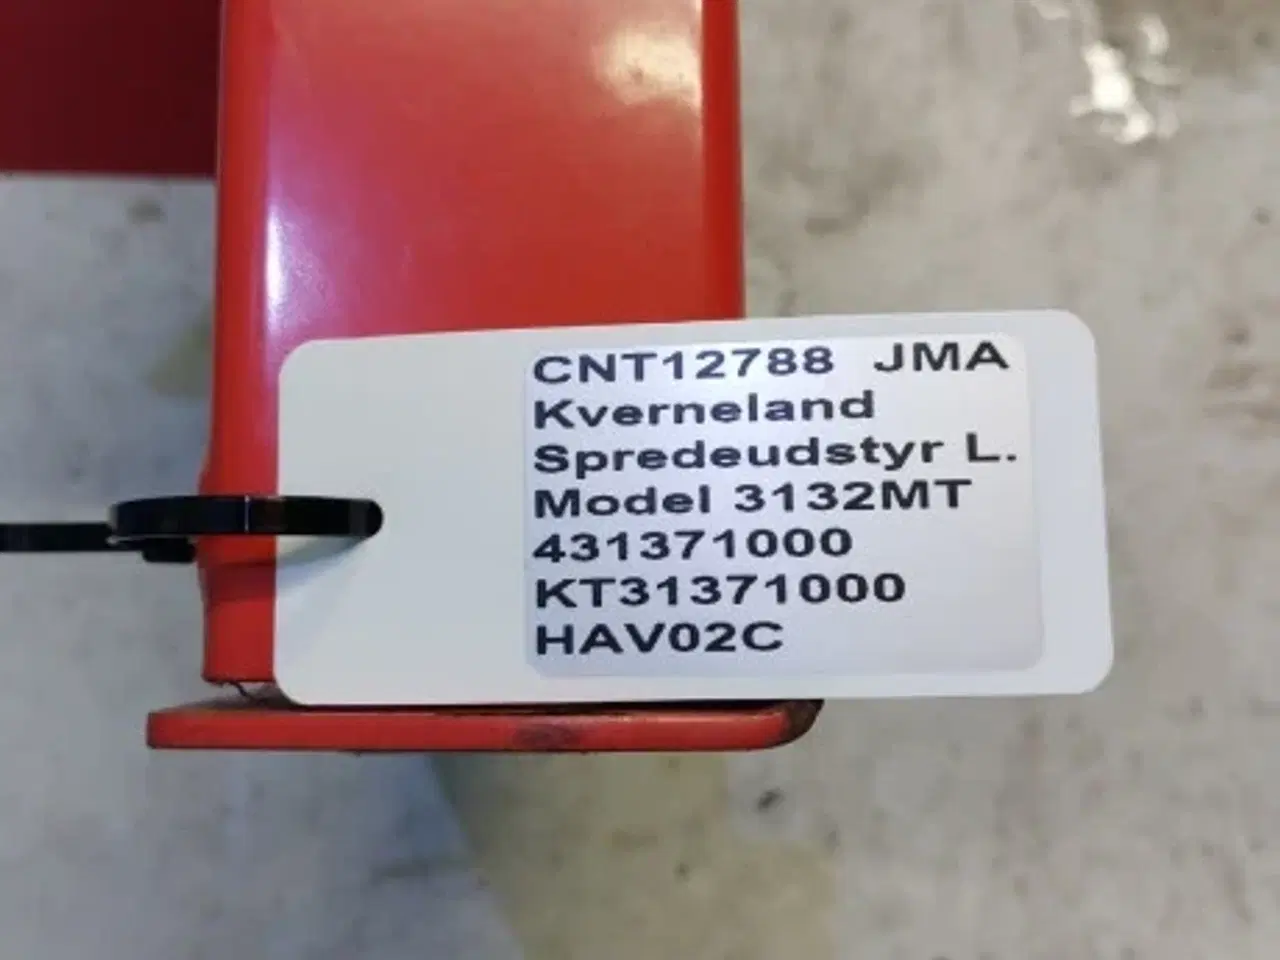 CNT12788 JMA
Kverneland
Spredeudstyr L.
Model 3132MT
431371000
KT31371000
HAV02C